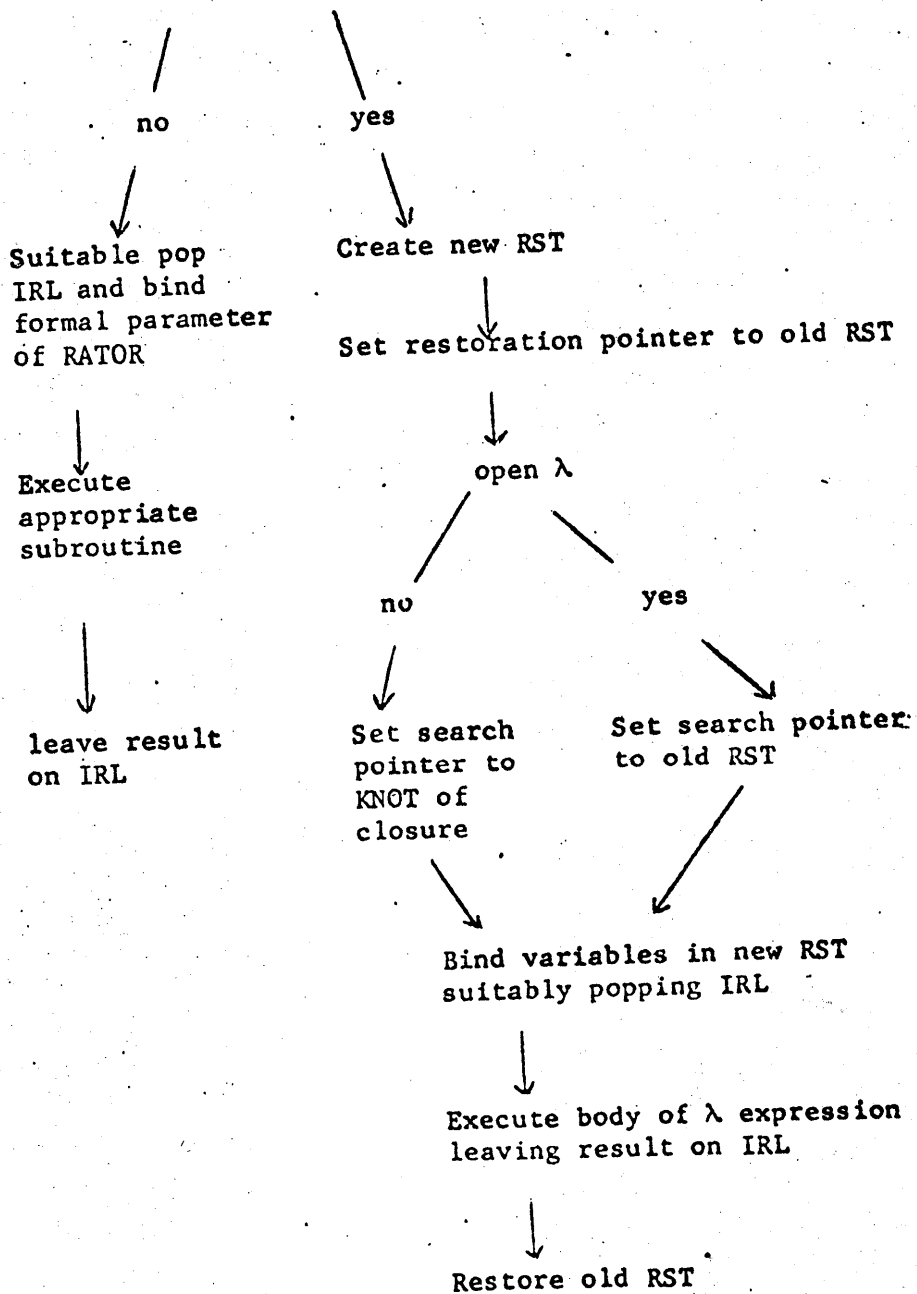 no
yes
Suitable pop
IRL and bind
formal parameter
of RATOR
Create new RST
Set restoration pointer to old RST
Execute
appropriate
subroutine
open λ
no
yes
leave result
on IRL
Set search
pointer to
KNOT of
closure
Set search pointer
to old RST
Bind variables in new RST
suitably popping IRL
Execute body of λ expression
leaving result on IRL
Restore old RST